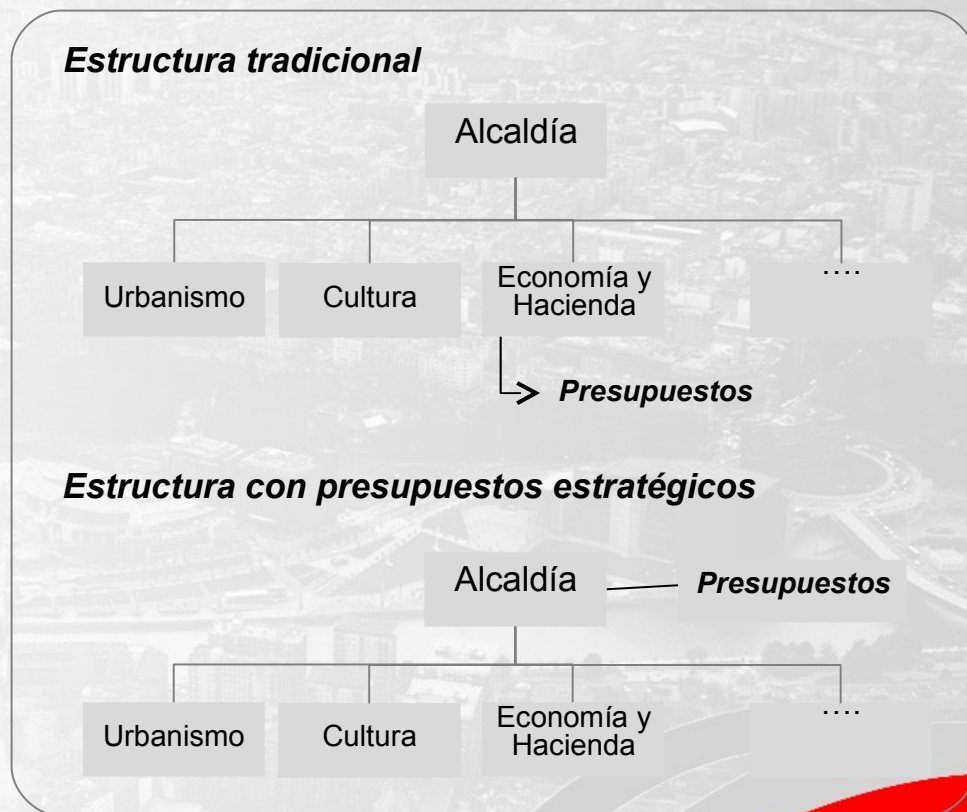 Estructura tradicional
Alcaldía
Urbanismo
Cultura
Economía y
Hacienda
....
Presupuestos
Estructura con presupuestos estratégicos
Alcaldía
Presupuestos
Urbanismo
Cultura
Economía y
Hacienda
....